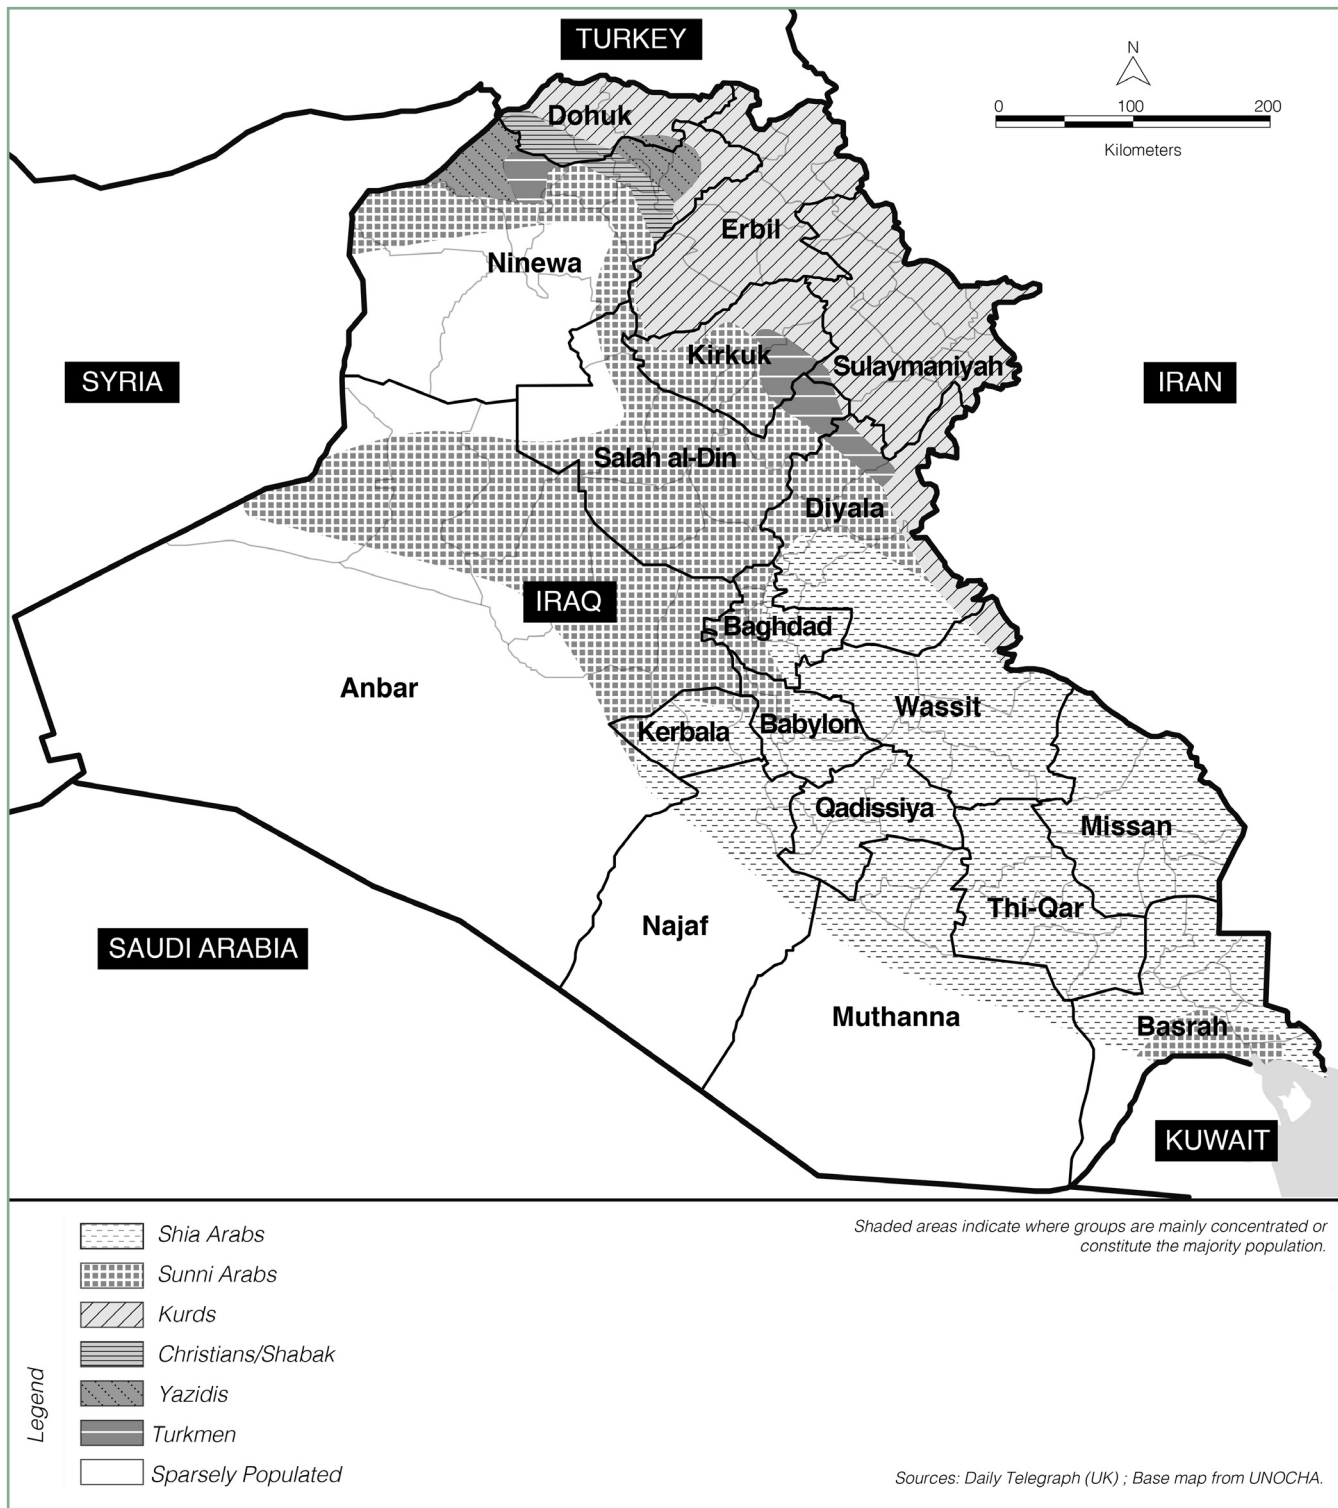 TURKEY
N
0 100 200
Kilometers
Dohuk
Erbil
Ninewa
Kirkuk
Sulaymaniyah
SYRIA
IRAN
Salah al-Din
Diyala
IRAQ
Baghdad
Anbar
Wassit
Kerbala
Babylon
Qadissiya
Missan
Thi-Qar
Najaf
SAUDI ARABIA
Muthanna
Basrah
KUWAIT
Legend
Shia Arabs
Sunni Arabs
Kurds
Christians/Shabak
Yazidis
Turkmen
Sparsely Populated
Shaded areas indicate where groups are mainly concentrated or
constitute the majority population.
Sources: Daily Telegraph (UK) ; Base map from UNOCHA.